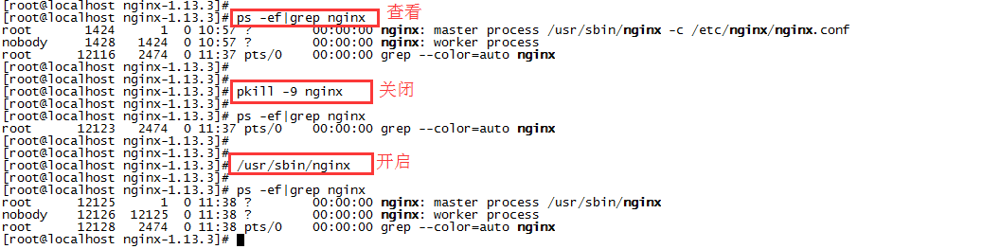 [root@localhost nginx-1.13.3]#
[root@localhost nginx-1.13.3]# ps -ef|grep nginx 查看
root 1424 1 0 10:57 ? 00:00:00 nginx: master process /usr/sbin/nginx -c /etc/nginx/nginx.conf
nobody 1428 1424 0 10:57 ? 00:00:00 nginx: worker process
root 12116 2474 0 11:37 pts/0 00:00:00 grep --color=auto nginx
[root@localhost nginx-1.13.3]#
[root@localhost nginx-1.13.3]#
[root@localhost nginx-1.13.3]# pkill -9 nginx 关闭
[root@localhost nginx-1.13.3]#
[root@localhost nginx-1.13.3]# ps -ef|grep nginx
root 12123 2474 0 11:37 pts/0 00:00:00 grep --color=auto nginx
[root@localhost nginx-1.13.3]#
[root@localhost nginx-1.13.3]#
[root@localhost nginx-1.13.3]# /usr/sbin/nginx 开启
[root@localhost nginx-1.13.3]#
[root@localhost nginx-1.13.3]# ps -ef|grep nginx
root 12125 1 0 11:38 ? 00:00:00 nginx: master process /usr/sbin/nginx
nobody 12126 12125 0 11:38 ? 00:00:00 nginx: worker process
root 12128 2474 0 11:38 pts/0 00:00:00 grep --color=auto nginx
[root@localhost nginx-1.13.3]#